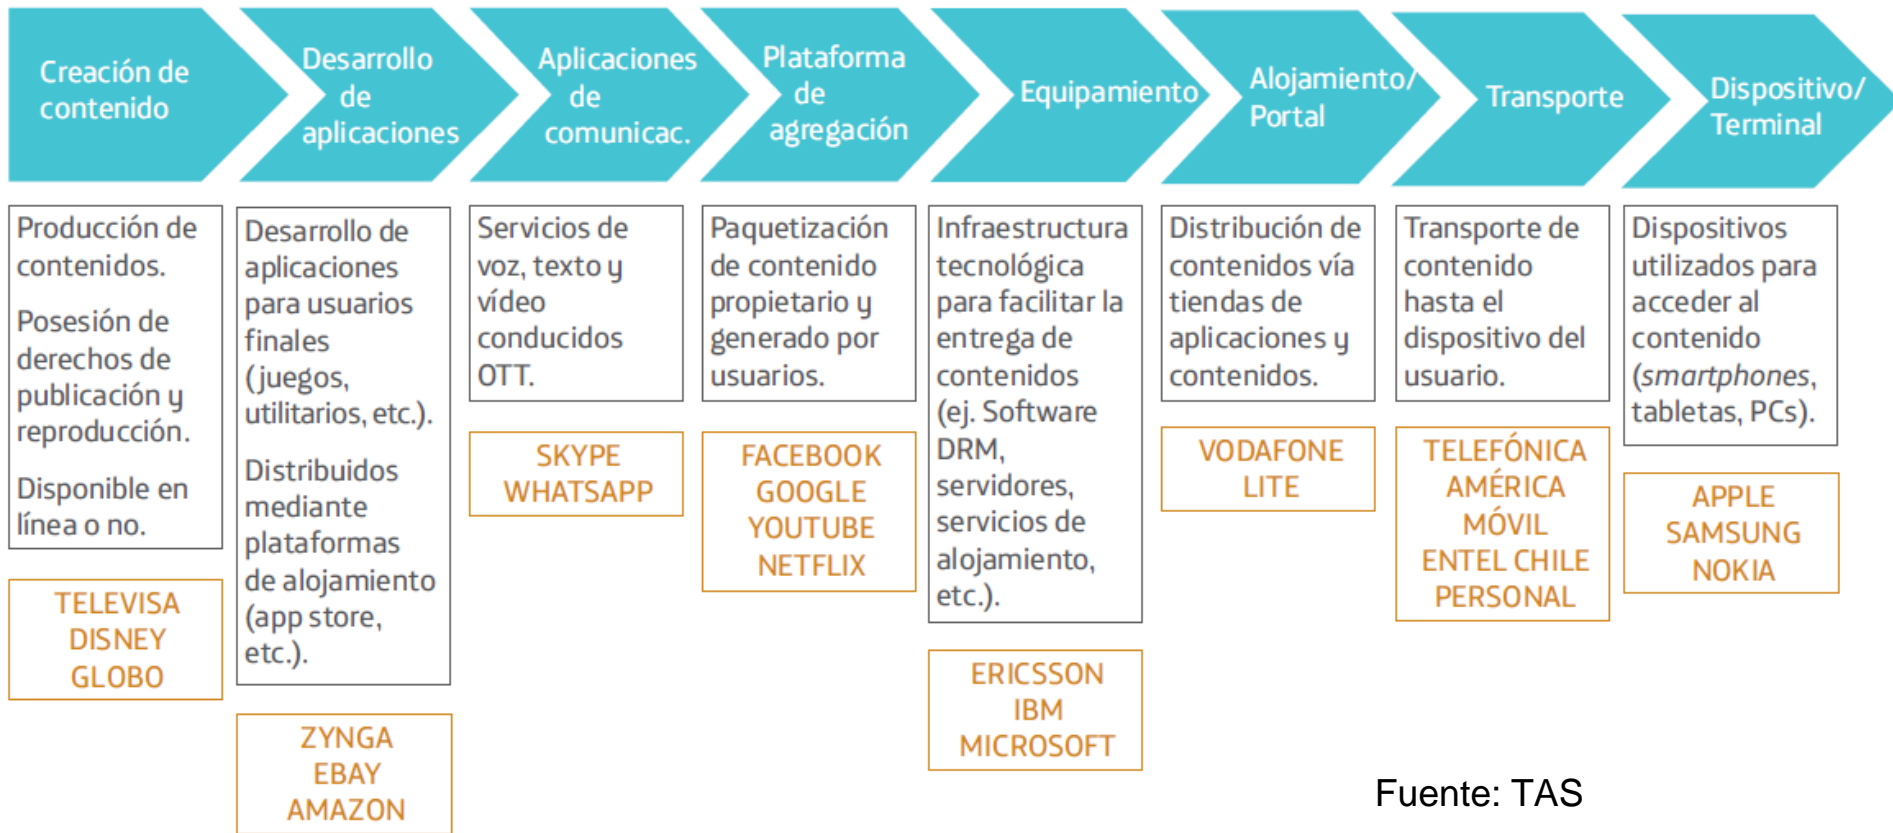 Creación de
contenido
Desarrollo
de
aplicaciones
Aplicaciones
de
comunicac.
Plataforma
de
agregación
Equipamiento
Alojamiento/
Portal
Transporte
Dispositivo/
Terminal
Producción de
contenidos.
Posesión de
derechos de
publicación y
reproducción.
Disponible en
línea o no.
TELEVISA
DISNEY
GLOBO
Desarrollo de
aplicaciones
para usuarios
finales
(juegos,
utilitarios, etc.).
Distribuidos
mediante
plataformas
de alojamiento
(app store,
etc.).
ZYNGA
EBAY
AMAZON
Servicios de
voz, texto y
vídeo
conducidos
OTT.
SKYPE
WHATSAPP
Paquetización
de contenido
propietario y
generado por
usuarios.
FACEBOOK
GOOGLE
YOUTUBE
NETFLIX
Infraestructura
tecnológica
para facilitar la
entrega de
contenidos
(ej. Software
DRM,
servidores,
servicios de
alojamiento,
etc.).
ERICSSON
IBM
MICROSOFT
Distribución de
contenidos vía
tiendas de
aplicaciones y
contenidos.
VODAFONE
LITE
Transporte de
contenido
hasta el
dispositivo del
usuario.
TELEFÓNICA
AMÉRICA
MÓVIL
ENTEL CHILE
PERSONAL
Dispositivos
utilizados para
acceder al
contenido
(smartphones,
tabletas, PCs).
APPLE
SAMSUNG
NOKIA
Fuente: TAS